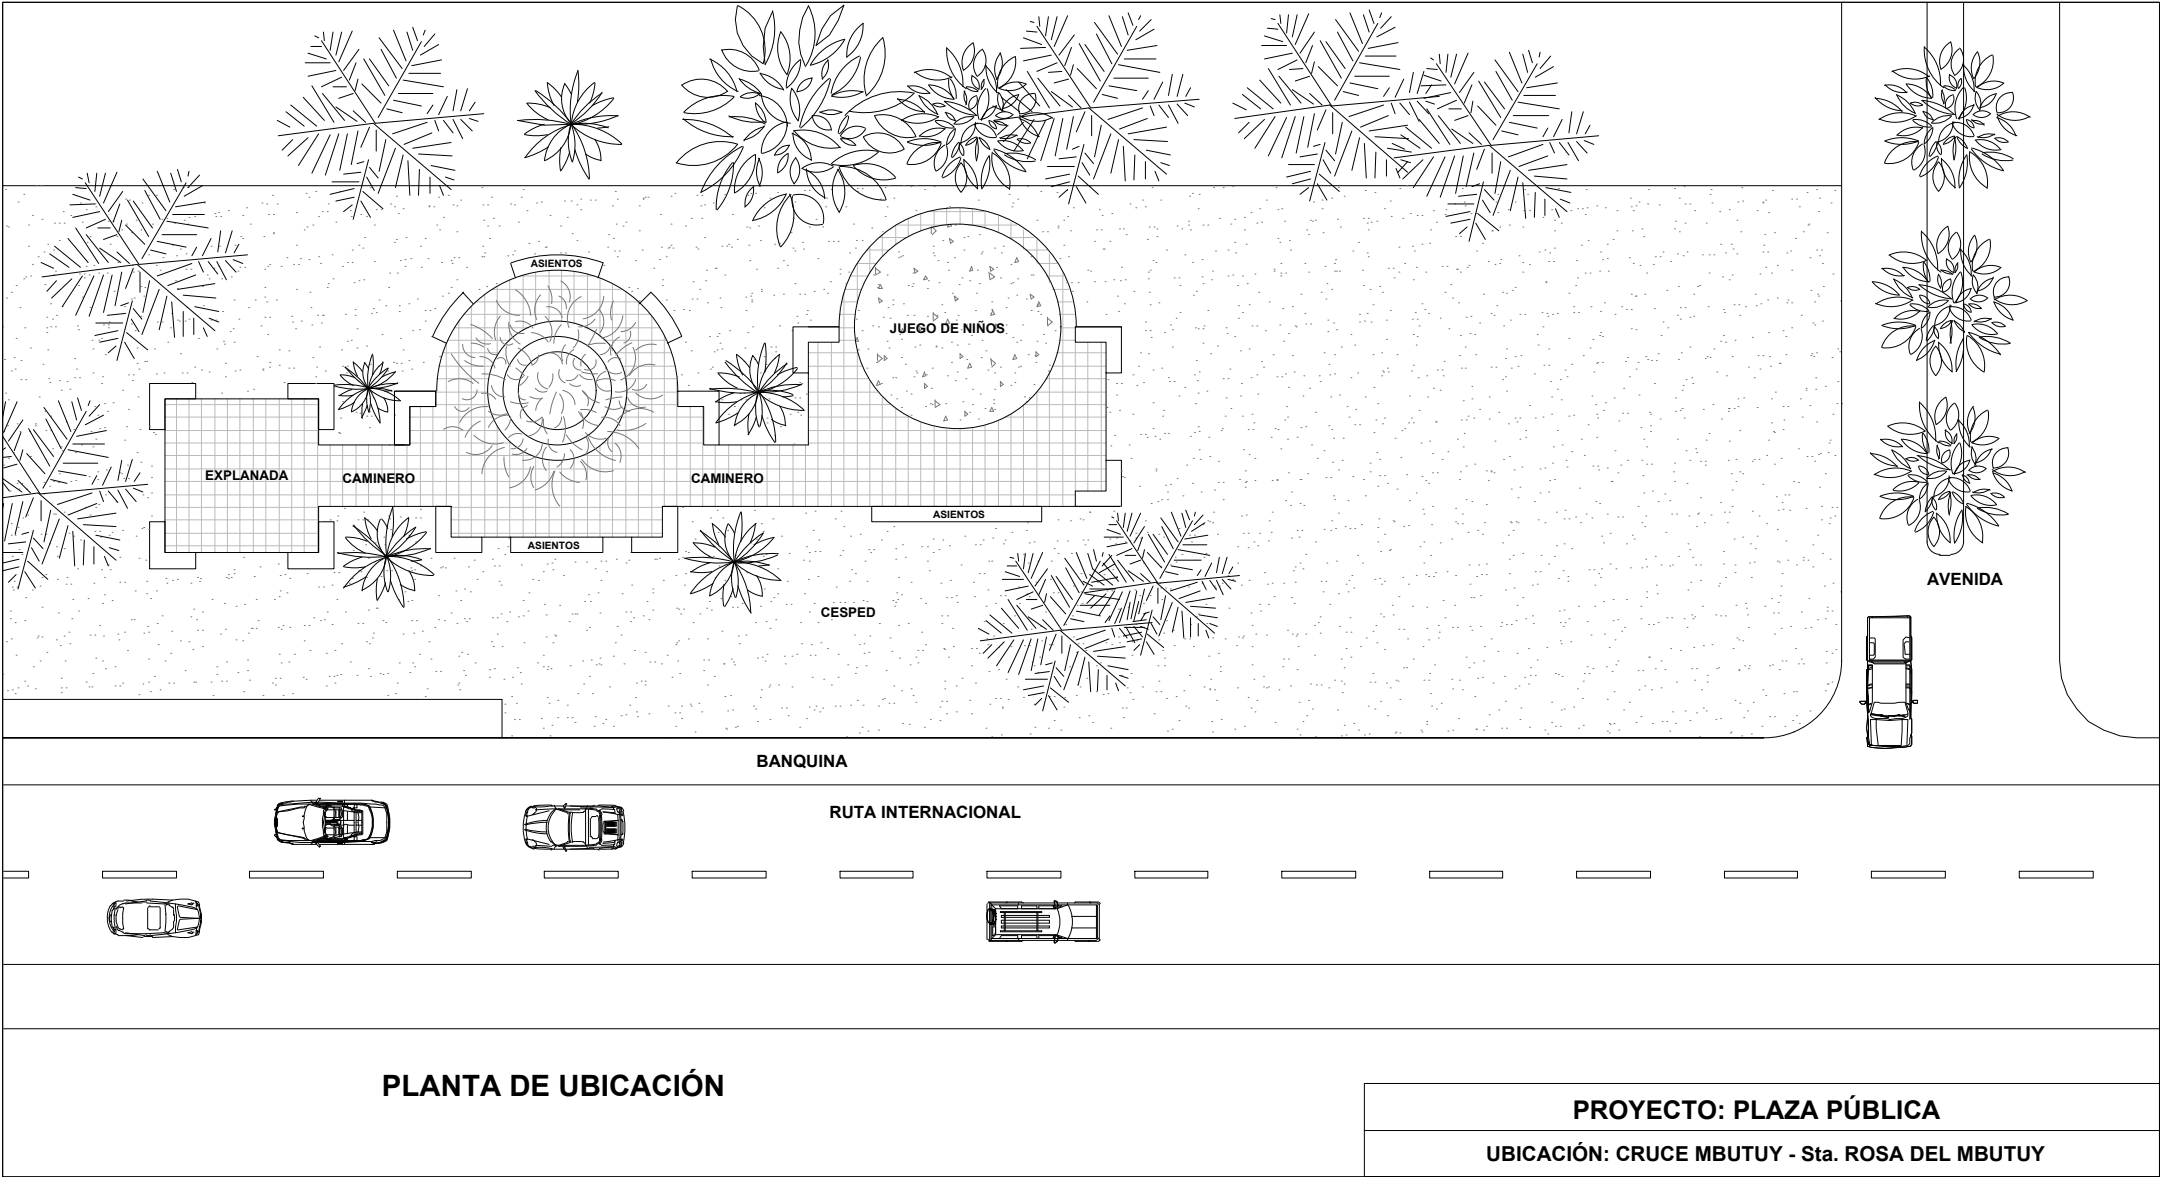 ASIENTOS
JUEGO DE NIÑOS
EXPLANADA
CAMINERO
CAMINERO
ASIENTOS
ASIENTOS
AVENIDA
CESPED
BANQUINA
RUTA INTERNACIONAL
PLANTA DE UBICACIÓN
PROYECTO: PLAZA PÚBLICA
UBICACIÓN: CRUCE MBUTUY - Sta. ROSA DEL MBUTUY